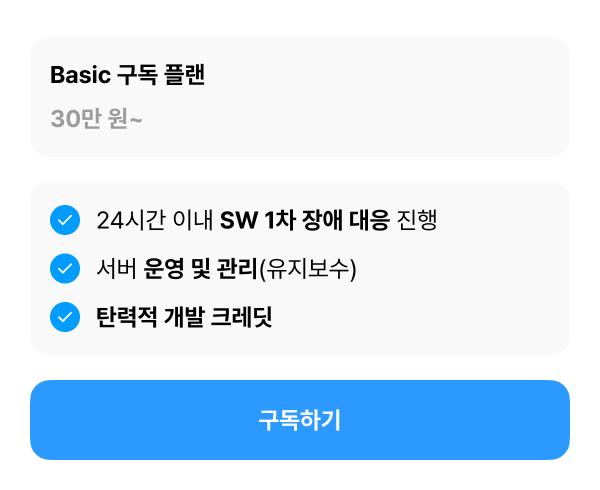 Basic 구독 플랜
30만 원~
24시간 이내 SW 1차 장애 대응 진행
서버 운영 및 관리(유지보수)
탄력적 개발 크레딧
구독하기